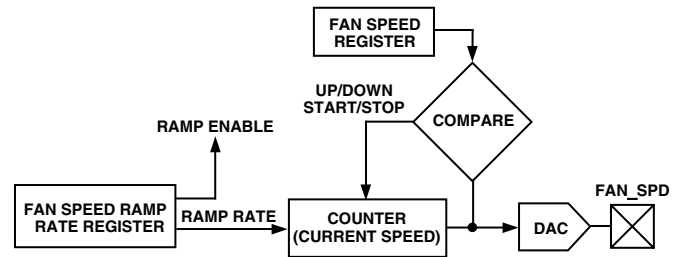 FAN SPEED
REGISTER
UP/DOWN
START/STOP
COMPARE
RAMP ENABLE
FAN SPEED RAMP
RATE REGISTER
RAMP RATE
COUNTER
(CURRENT SPEED)
DAC
FAN_SPD